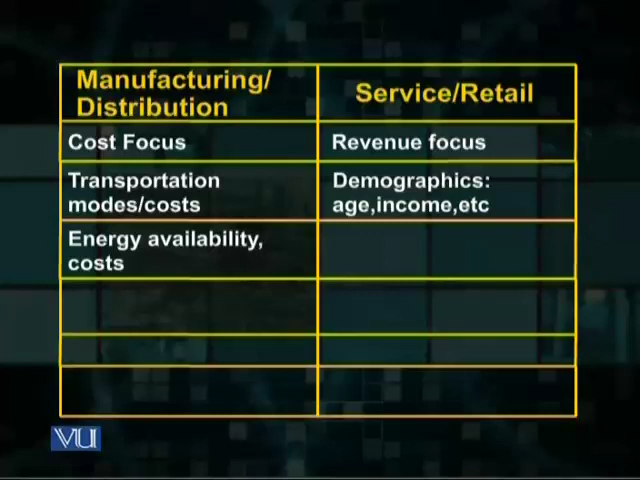 Manufacturing/
Distribution
Service/Retail
Cost Focus
Revenue focus
Transportation
modes/costs
Demographics:
age,income,etc
Energy availability,
costs
VU